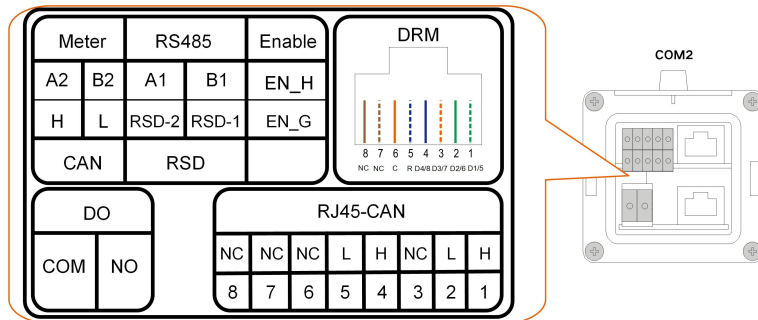 Meter RS485 Enable
A2 B2 A1 B1 EN_H
H L RSD-2 RSD-1 EN_G
CAN RSD
DRM
8 7 6 5 4 3 2 1
NC NC C R D4/8 D3/7 D2/6 D1/5
COM2
DO
COM NO
RJ45-CAN
NC NC NC L H NC L H
8 7 6 5 4 3 2 1